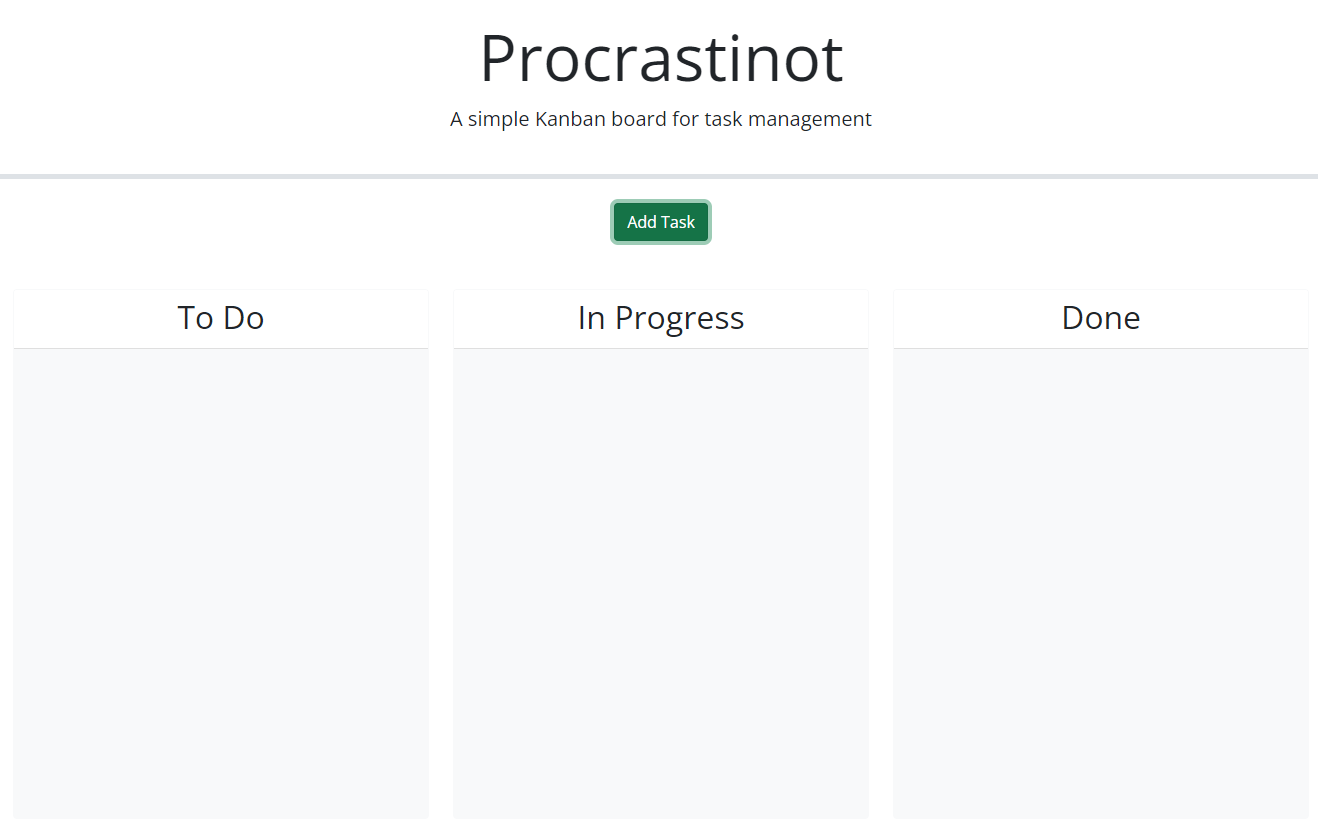 Procrastinot
A simple Kanban board for task management
Add Task
To Do
In Progress
Done